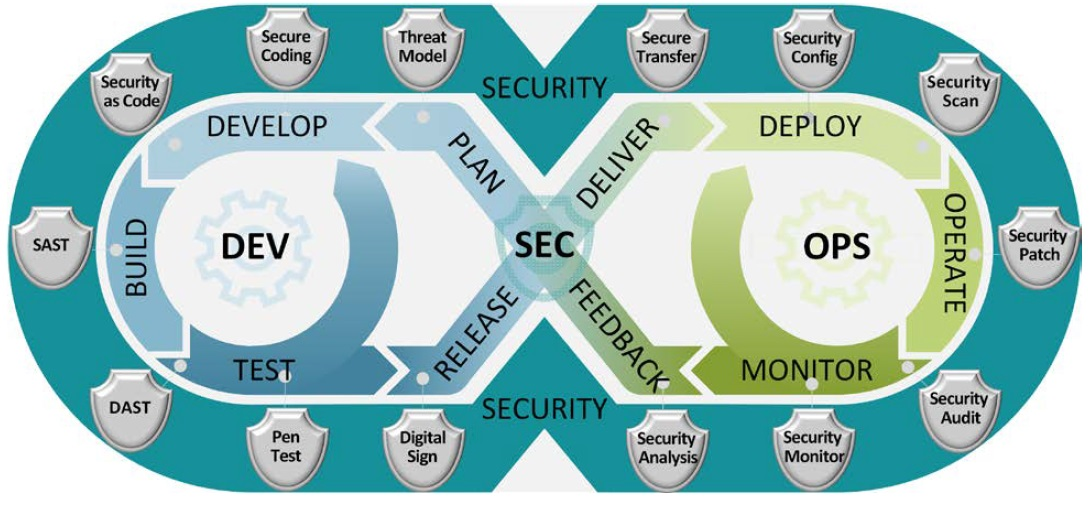 Secure
Coding
Threat
Model
Secure
Transfer
Security
Config
Security
as Code
SECURITY
Security
Scan
DEVELOP
PLAN
DELIVER
DEPLOY
SAST
BUILD
DEV
SEC
OPS
OPERATE
Security
Patch
TEST
RELEASE
FEEDBACK
MONITOR
DAST
SECURITY
Security
Audit
Pen
Test
Digital
Sign
Security
Analysis
Security
Monitor